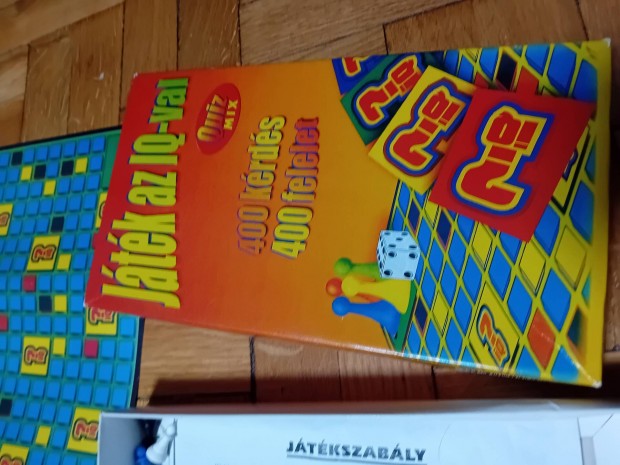 Játék az IQ-val
Quiz
MIX
400 kérdés
400 felelet
JÁTÉKSZABÁLY